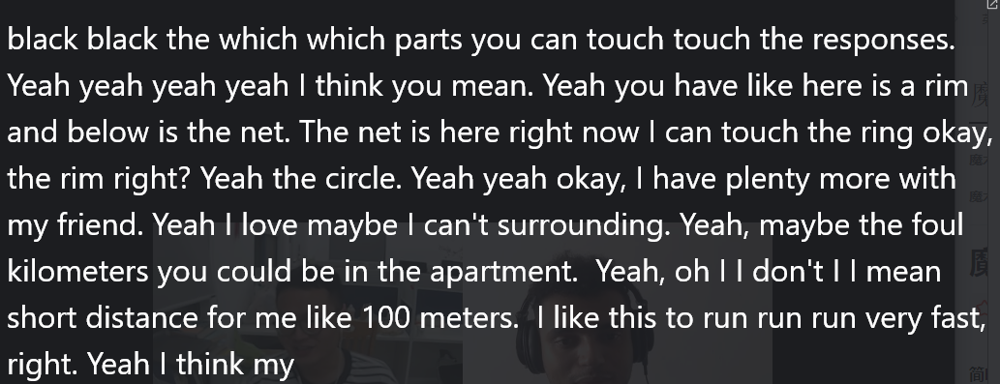 black black the which which parts you can touch touch the responses.
Yeah yeah yeah yeah I think you mean. Yeah you have like here is a rim
and below is the net. The net is here right now I can touch the ring okay,
the rim right? Yeah the circle. Yeah yeah okay, I have plenty more with
my friend. Yeah I love maybe I can't surrounding. Yeah, maybe the foul
kilometers you could be in the apartment.  Yeah, oh I I don't I I mean
short distance for me like 100 meters.  I like this to run run run very fast,
right. Yeah I think my
魔
魔
简